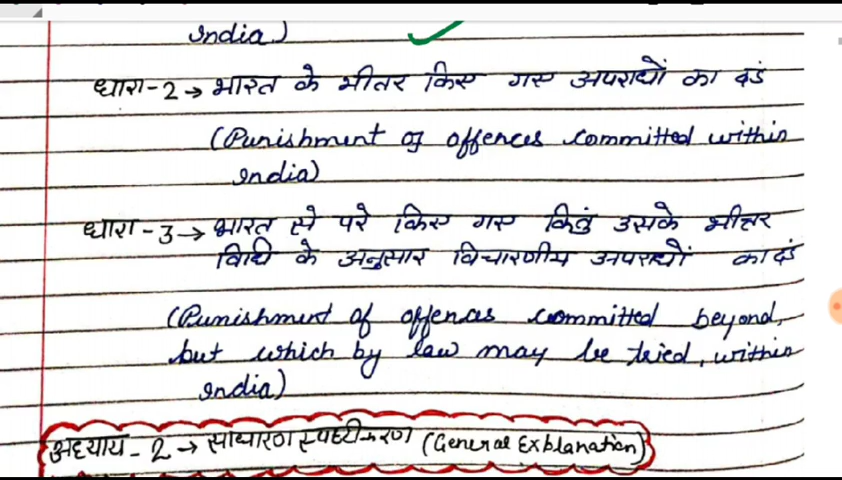 India)
धारा-2 → भारत के भीतर किए गए अपराधों का दंड
(Punishment of offences committed within
India)
धारा-3 → भारत से परे किए गए किंतु उसके भीतर
विधि के अनुसार विचारणीय अपराधों का दंड
(Punishment of offences committed beyond,
but which by law may be tried, within
India)
अध्याय-2 → साधारण स्पष्टीकरण (General Explanation)